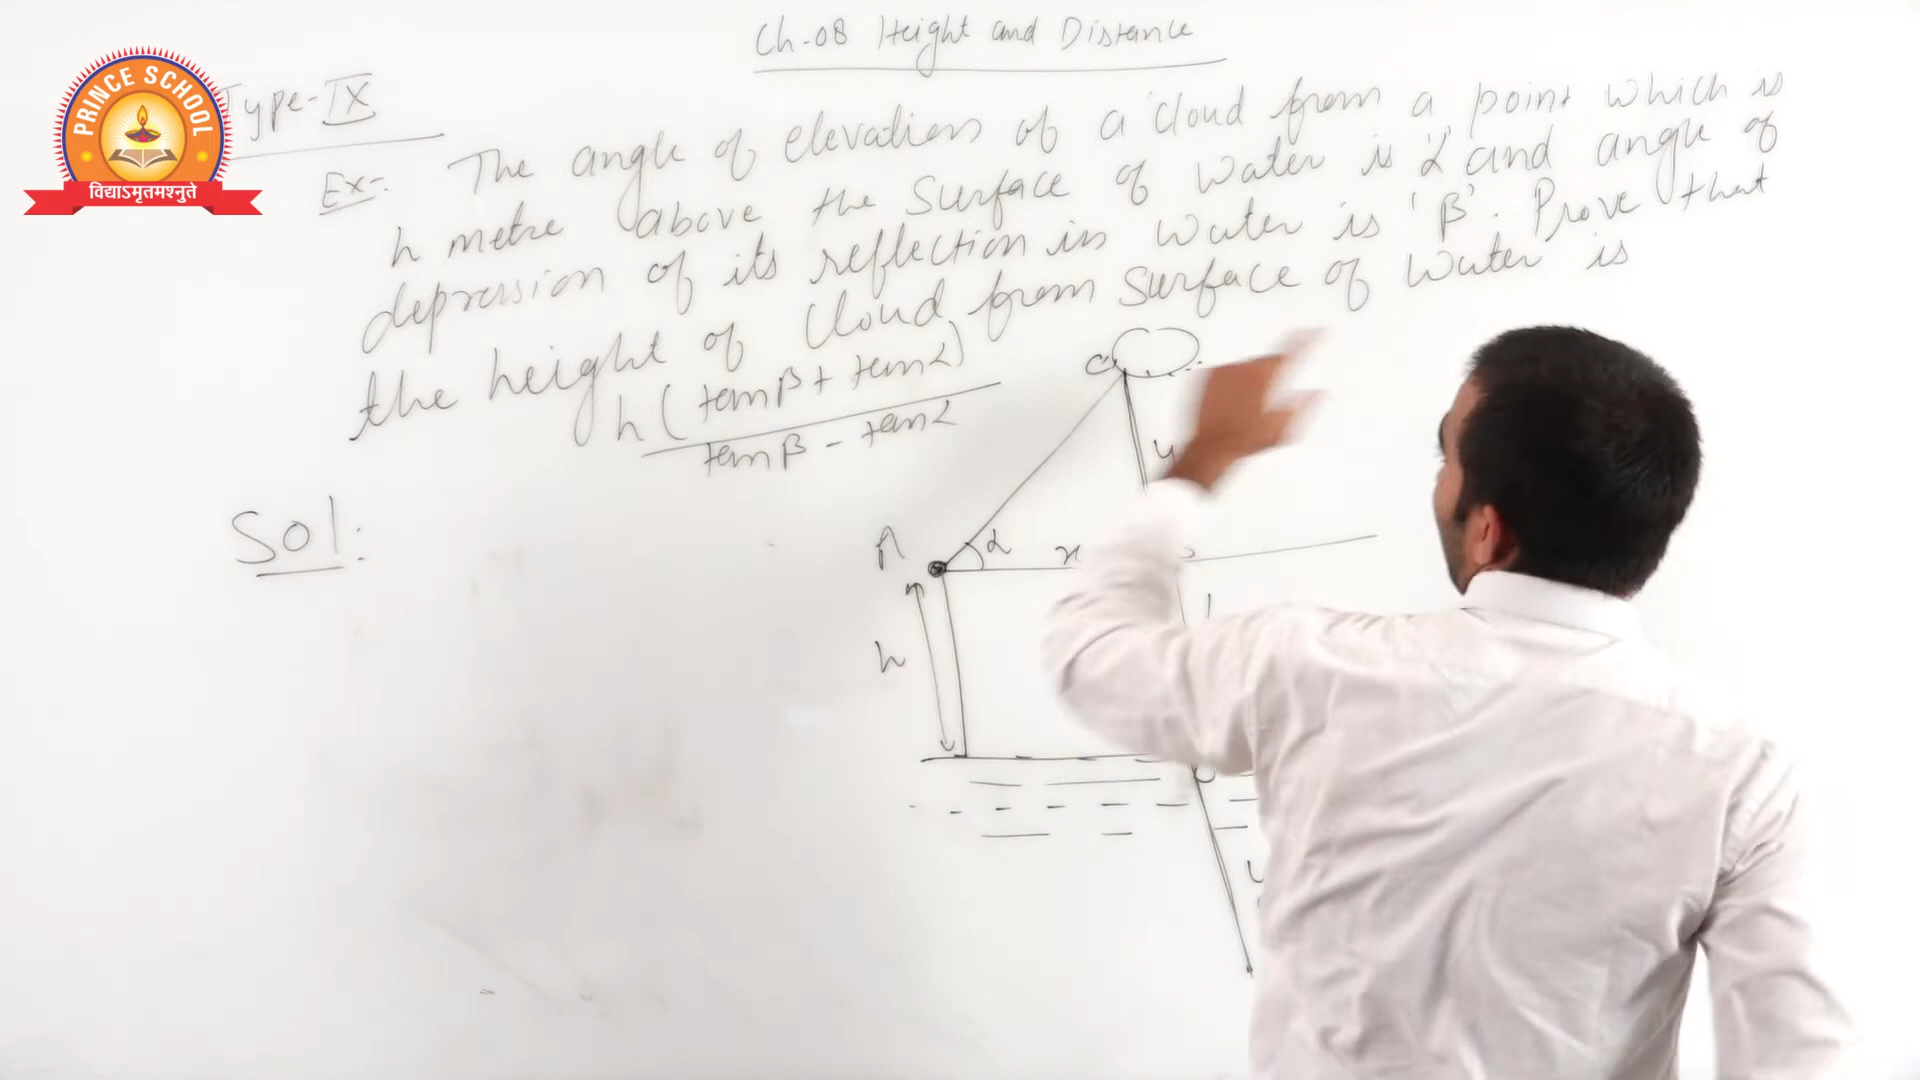 Ch-08 Height and Distance
PRINCE SCHOOL
विद्याऽमृतमश्नुते
Type-IX
Ex-: The angle of elevation of a cloud from a point which is
h metre above the surface of water is 'α' and angle of
depression of its reflection in water is 'β'. Prove that
the height of cloud from surface of water is
h (tanβ + tanα)
tanβ - tanα
Sol:
C
y
A
α
x
h